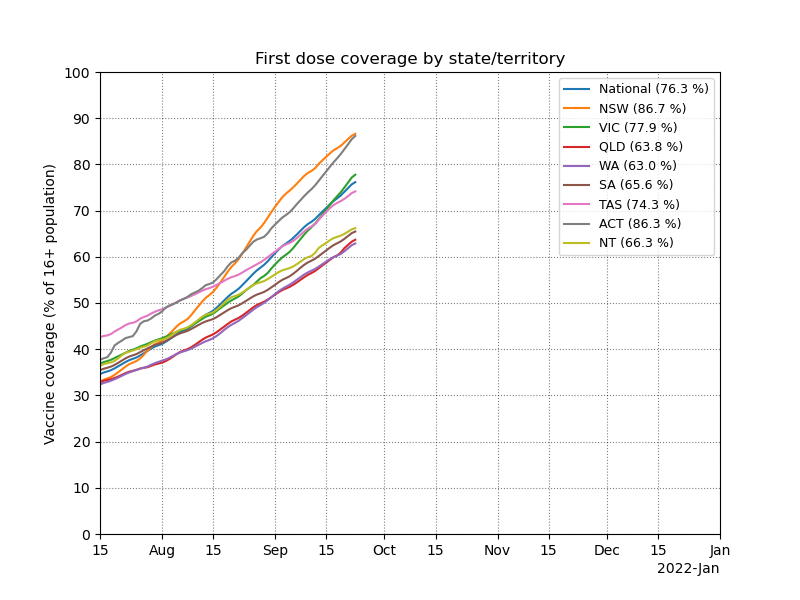 First dose coverage by state/territory
Vaccine coverage (% of 16+ population)
100
90
80
70
60
50
40
30
20
10
0
National (76.3 %)
NSW (86.7 %)
VIC (77.9 %)
QLD (63.8 %)
WA (63.0 %)
SA (65.6 %)
TAS (74.3 %)
ACT (86.3 %)
NT (66.3 %)
15 Aug 15 Sep 15 Oct 15 Nov 15 Dec 15 Jan
2022-Jan